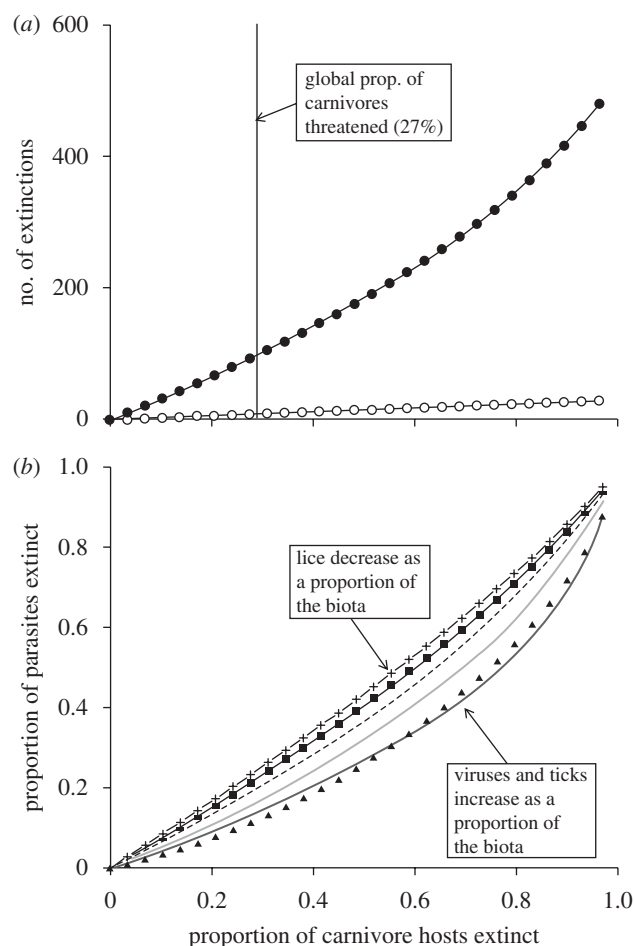 (a)
600
400
200
0
no. of extinctions
global prop. of
carnivores
threatened (27%)
(b)
1.0
0.8
0.6
0.4
0.2
0
proportion of parasites extinct
lice decrease as
a proportion of
the biota
viruses and ticks
increase as a
proportion of
the biota
0 0.2 0.4 0.6 0.8 1.0
proportion of carnivore hosts extinct